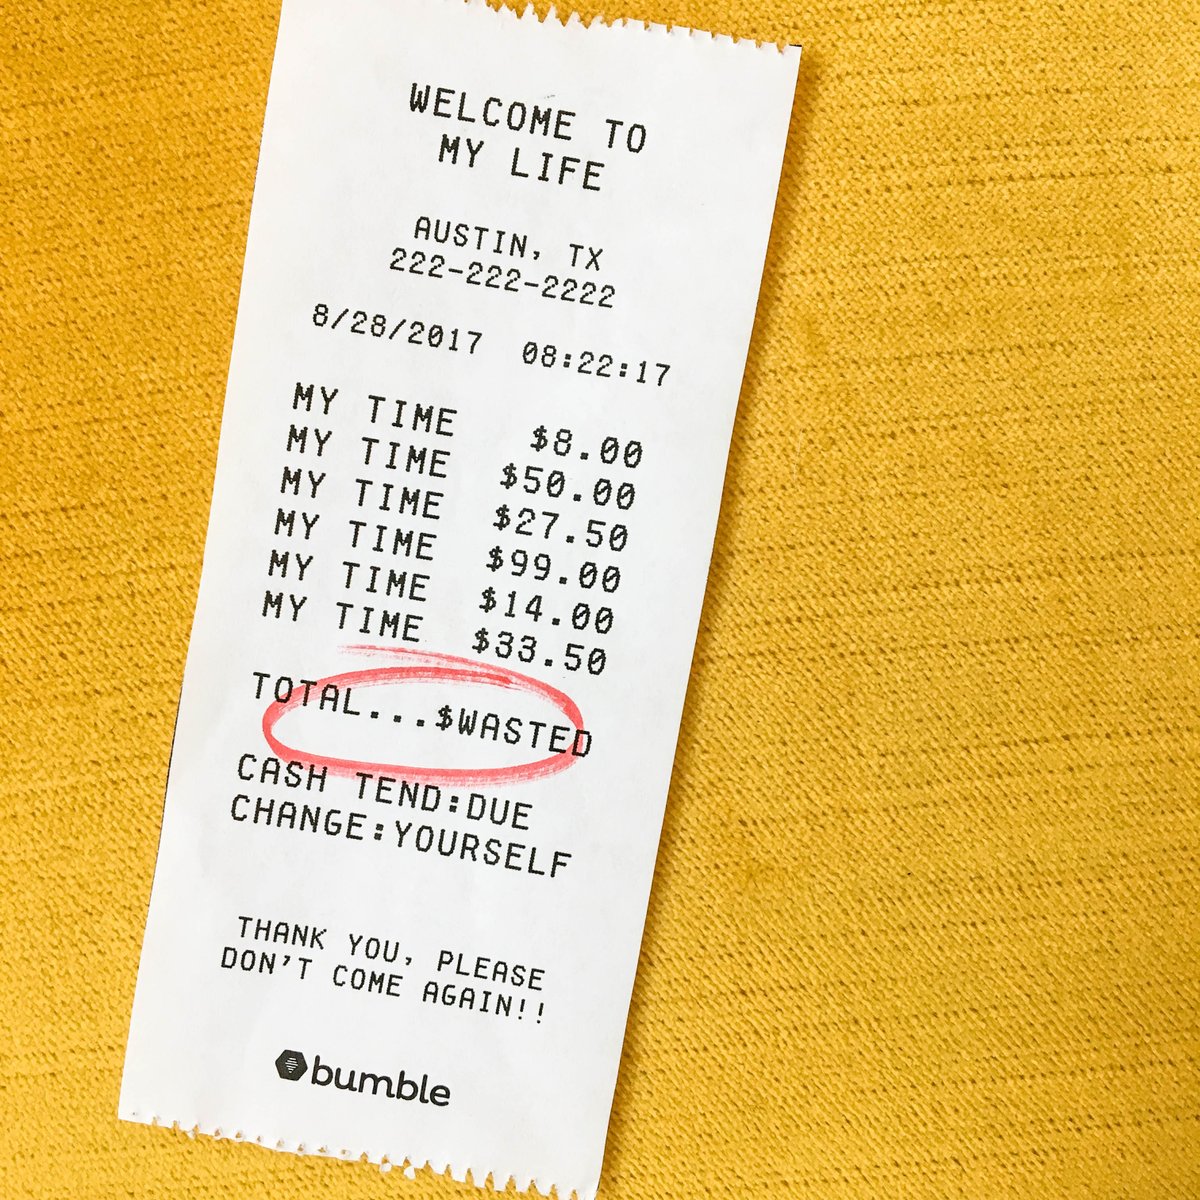 WELCOME TO
MY LIFE
AUSTIN, TX
222-222-2222
8/28/2017 08:22:17
MY TIME $8.00
MY TIME $50.00
MY TIME $27.50
MY TIME $99.00
MY TIME $14.00
MY TIME $33.50
TOTAL...$WASTED
CASH TEND:DUE
CHANGE:YOURSELF
THANK YOU, PLEASE
DON'T COME AGAIN!!
bumble